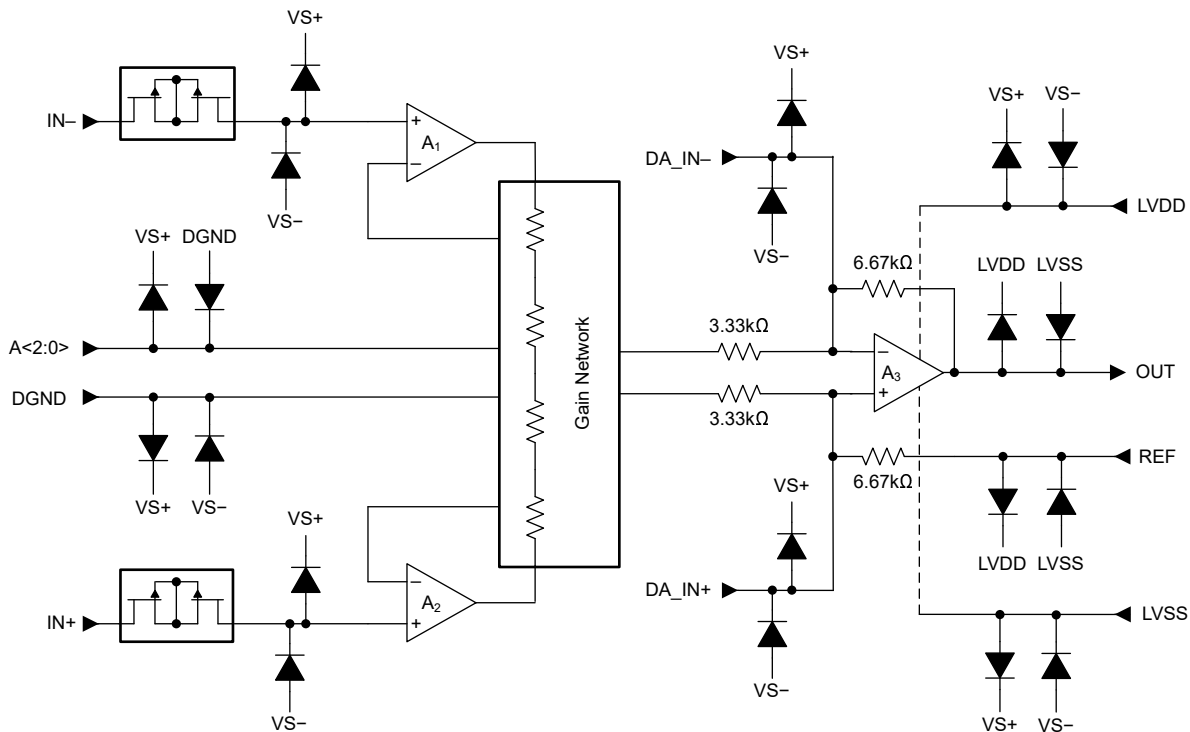 VS+
IN–
VS−
A₁
VS+
DGND
A<2:0>
DGND
VS+
VS−
VS+
IN+
VS−
A₂
Gain Network
3.33kΩ
3.33kΩ
VS+
DA_IN–
VS−
6.67kΩ
A₃
6.67kΩ
VS+
DA_IN+
VS−
VS+
VS−
LVDD
LVDD
LVSS
OUT
REF
LVDD
LVSS
LVSS
VS+
VS−
+
−
−
+
−
+